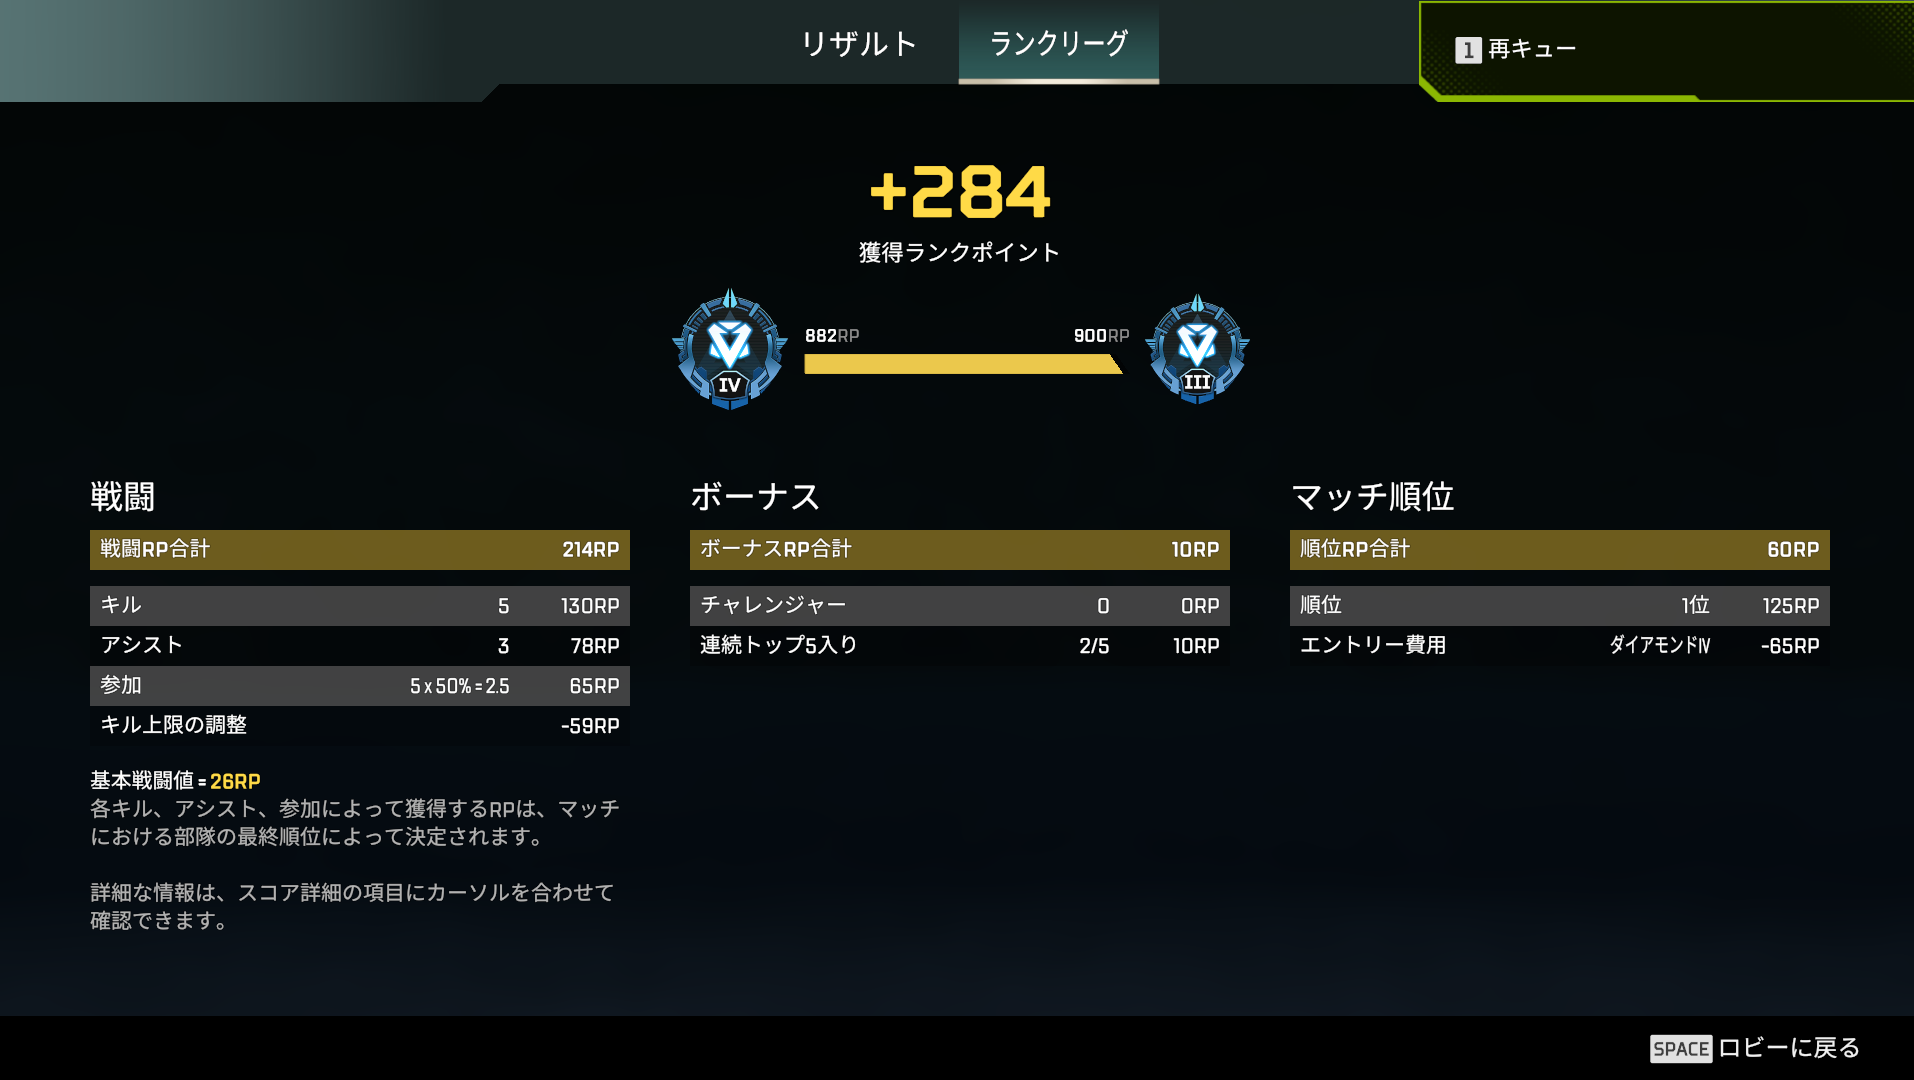 リザルト
ランクリーグ
1 再キュー
+284
獲得ランクポイント
882RP
900RP
IV
III
戦闘
戦闘RP合計 214RP
キル 5 130RP
アシスト 3 78RP
参加 5 x 50% = 2.5 65RP
キル上限の調整 -59RP
基本戦闘値 = 26RP
各キル、アシスト、参加によって獲得するRPは、マッチ
における部隊の最終順位によって決定されます。
詳細な情報は、スコア詳細の項目にカーソルを合わせて
確認できます。
ボーナス
ボーナスRP合計 10RP
チャレンジャー 0 0RP
連続トップ5入り 2/5 10RP
マッチ順位
順位RP合計 60RP
順位 1位 125RP
エントリー費用 ダイアモンドIV -65RP
SPACE ロビーに戻る